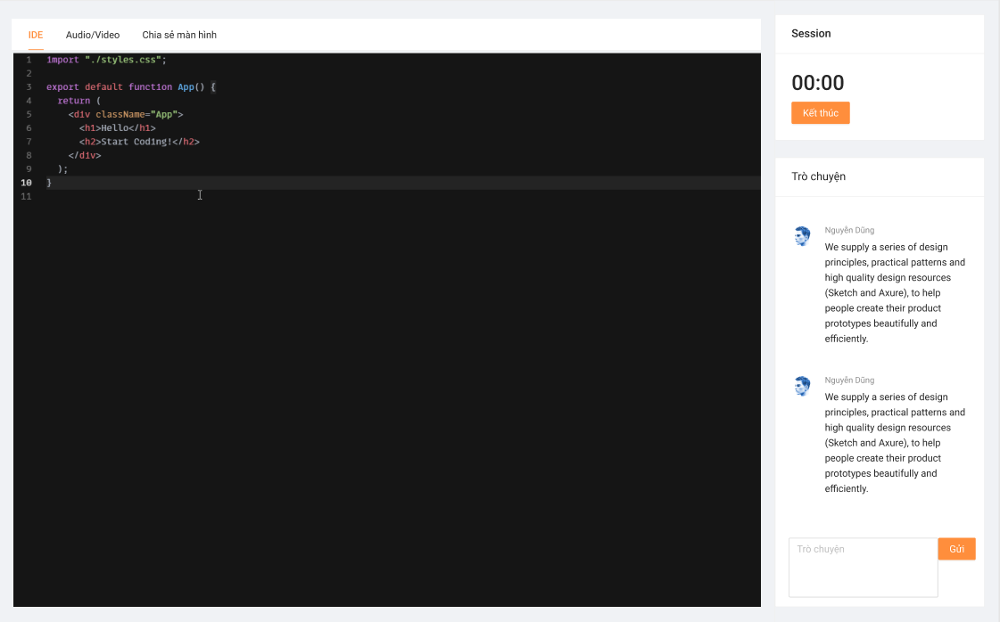 IDE Audio/Video Chia sẻ màn hình
1 import "./styles.css";
2
3 export default function App() {
4 return (
5 <div className="App">
6 <h1>Hello</h1>
7 <h2>Start Coding!</h2>
8 </div>
9 );
10 }
11
Session
00:00
Kết thúc
Trò chuyện
Nguyễn Dũng
We supply a series of design
principles, practical patterns and
high quality design resources
(Sketch and Axure), to help
people create their product
prototypes beautifully and
efficiently.
Nguyễn Dũng
We supply a series of design
principles, practical patterns and
high quality design resources
(Sketch and Axure), to help
people create their product
prototypes beautifully and
efficiently.
Trò chuyện
Gửi